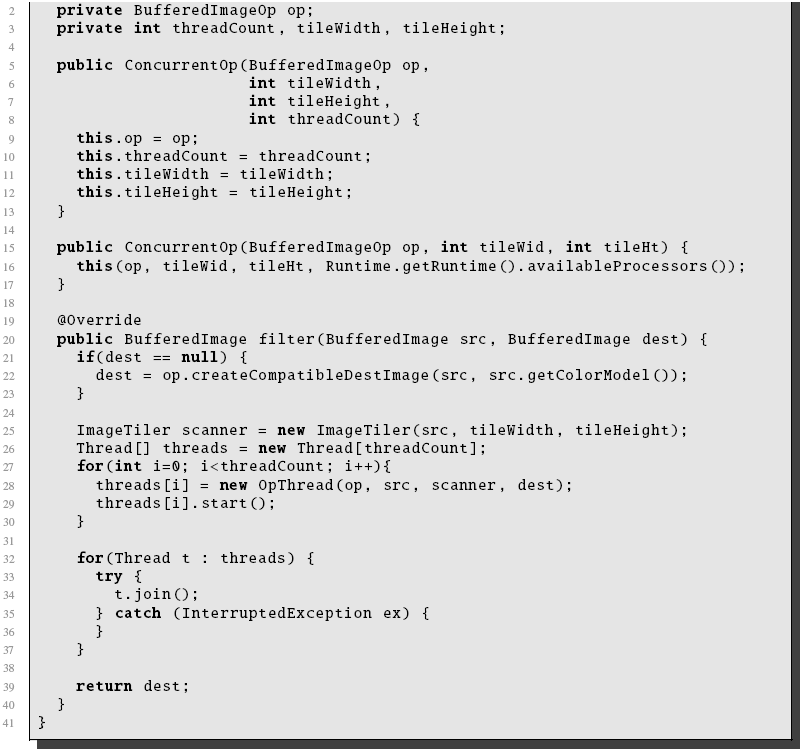 2 private BufferedImageOp op;
3 private int threadCount, tileWidth, tileHeight;
4
5 public ConcurrentOp(BufferedImageOp op,
6 int tileWidth,
7 int tileHeight,
8 int threadCount) {
9 this.op = op;
10 this.threadCount = threadCount;
11 this.tileWidth = tileWidth;
12 this.tileHeight = tileHeight;
13 }
14
15 public ConcurrentOp(BufferedImageOp op, int tileWid, int tileHt) {
16 this(op, tileWid, tileHt, Runtime.getRuntime().availableProcessors());
17 }
18
19 @Override
20 public BufferedImage filter(BufferedImage src, BufferedImage dest) {
21 if(dest == null) {
22 dest = op.createCompatibleDestImage(src, src.getColorModel());
23 }
24
25 ImageTiler scanner = new ImageTiler(src, tileWidth, tileHeight);
26 Thread[] threads = new Thread[threadCount];
27 for(int i=0; i<threadCount; i++){
28 threads[i] = new OpThread(op, src, scanner, dest);
29 threads[i].start();
30 }
31
32 for(Thread t : threads) {
33 try {
34 t.join();
35 } catch (InterruptedException ex) {
36 }
37 }
38
39 return dest;
40 }
41 }